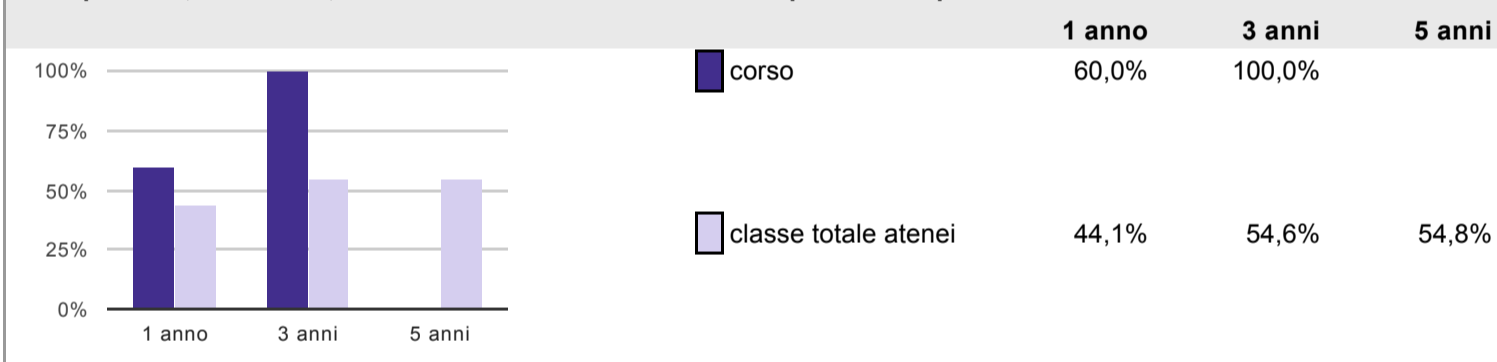 1 anno 3 anni 5 anni
100%
75%
50%
25%
0%
1 anno 3 anni 5 anni
corso 60,0% 100,0%
classe totale atenei 44,1% 54,6% 54,8%